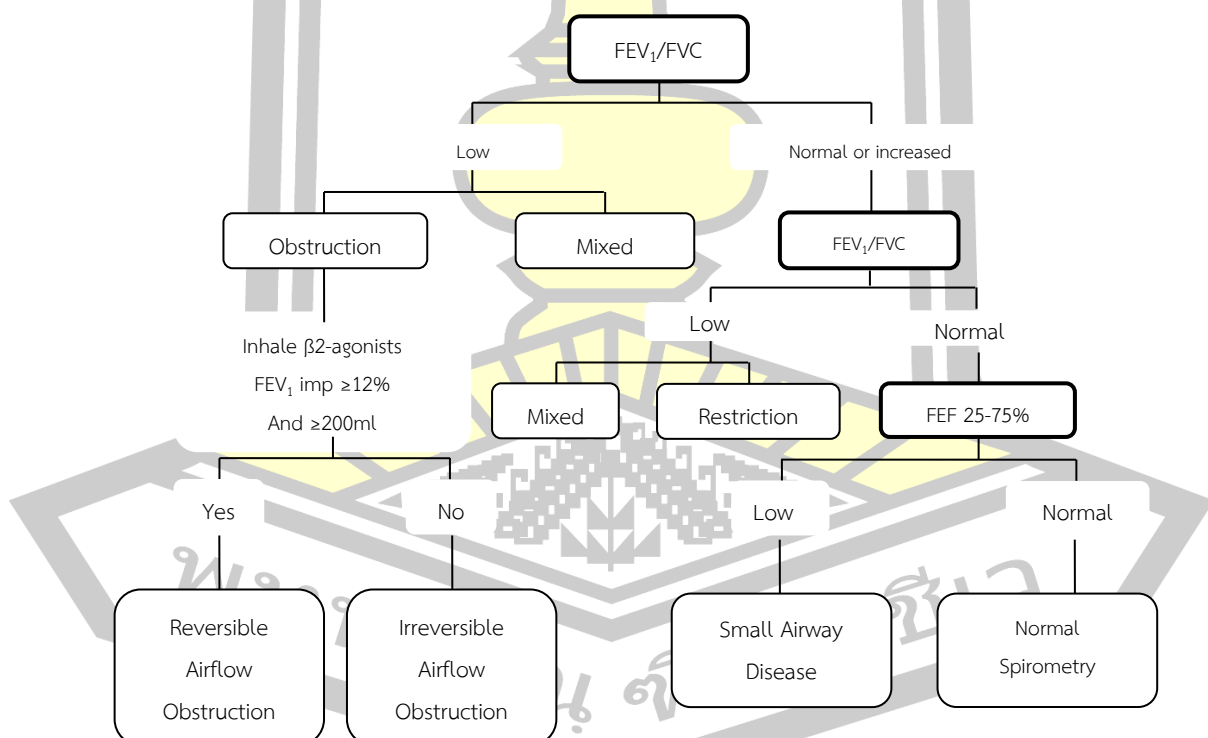 FEV₁/FVC
Low
Normal or increased
Obstruction
Mixed
FEV₁/FVC
Low
Normal
Inhale β2-agonists
FEV₁ imp ≥12%
And ≥200ml
Mixed
Restriction
FEF 25-75%
Yes
No
Low
Normal
Reversible
Airflow
Obstruction
Irreversible
Airflow
Obstruction
Small Airway
Disease
Normal
Spirometry